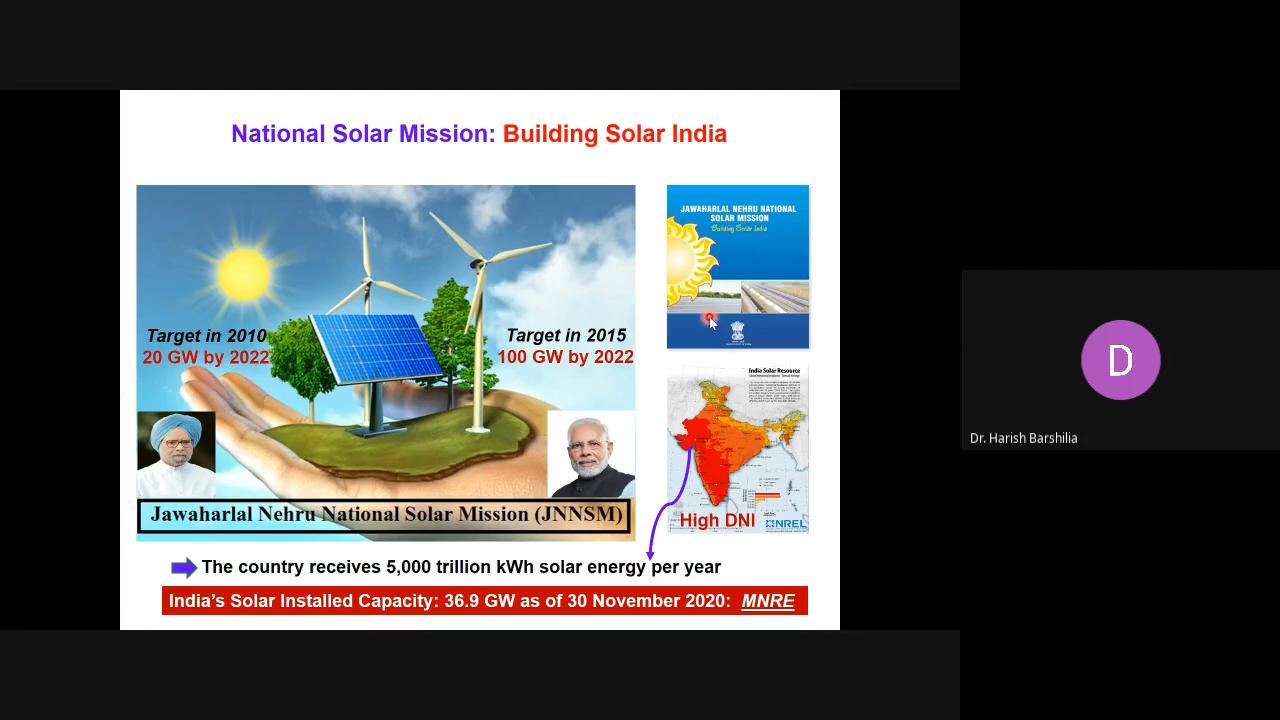 National Solar Mission: Building Solar India
JAWAHARLAL NEHRU NATIONAL
SOLAR MISSION
Building Solar India
Target in 2010
20 GW by 2022
Target in 2015
100 GW by 2022
Jawaharlal Nehru National Solar Mission (JNNSM)
India Solar Resource
High DNI
NREL
The country receives 5,000 trillion kWh solar energy per year
India's Solar Installed Capacity: 36.9 GW as of 30 November 2020: MNRE
D
Dr. Harish Barshilia